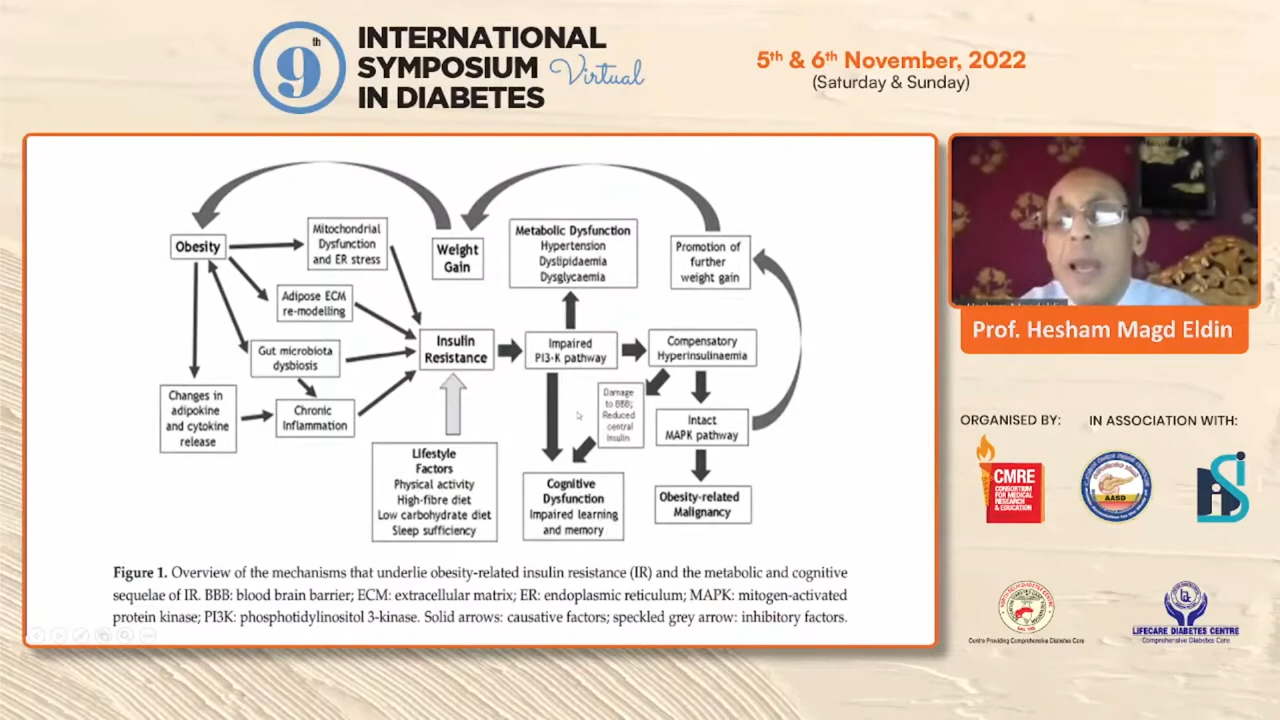 9th
INTERNATIONAL
SYMPOSIUM Virtual
IN DIABETES
5th & 6th November, 2022
(Saturday & Sunday)
Obesity
Mitochondrial
Dysfunction
and ER stress
Weight
Gain
Metabolic Dysfunction
Hypertension
Dyslipidaemia
Dysglycaemia
Promotion of
further
weight gain
Adipose ECM
re-modelling
Gut microbiota
dysbiosis
Insulin
Resistance
Impaired
PI3-K pathway
Compensatory
Hyperinsulinaemia
Changes in
adipokine
and cytokine
release
Chronic
Inflammation
Damage
to BBB;
Reduced
central
insulin
Intact
MAPK pathway
Lifestyle
Factors
Physical activity
High-fibre diet
Low carbohydrate diet
Sleep sufficiency
Cognitive
Dysfunction
Impaired learning
and memory
Obesity-related
Malignancy
Figure 1. Overview of the mechanisms that underlie obesity-related insulin resistance (IR) and the metabolic and cognitive
sequelae of IR. BBB: blood brain barrier; ECM: extracellular matrix; ER: endoplasmic reticulum; MAPK: mitogen-activated
protein kinase; PI3K: phosphotidylinositol 3-kinase. Solid arrows: causative factors; speckled grey arrow: inhibitory factors.
Prof. Hesham Magd Eldin
ORGANISED BY:
IN ASSOCIATION WITH:
CMRE
CONSORTIUM
FOR MEDICAL
RESEARCH
& EDUCATION
AASD
Centre Providing Comprehensive Diabetes Care
LIFECARE DIABETES CENTRE
Comprehensive Diabetes Care